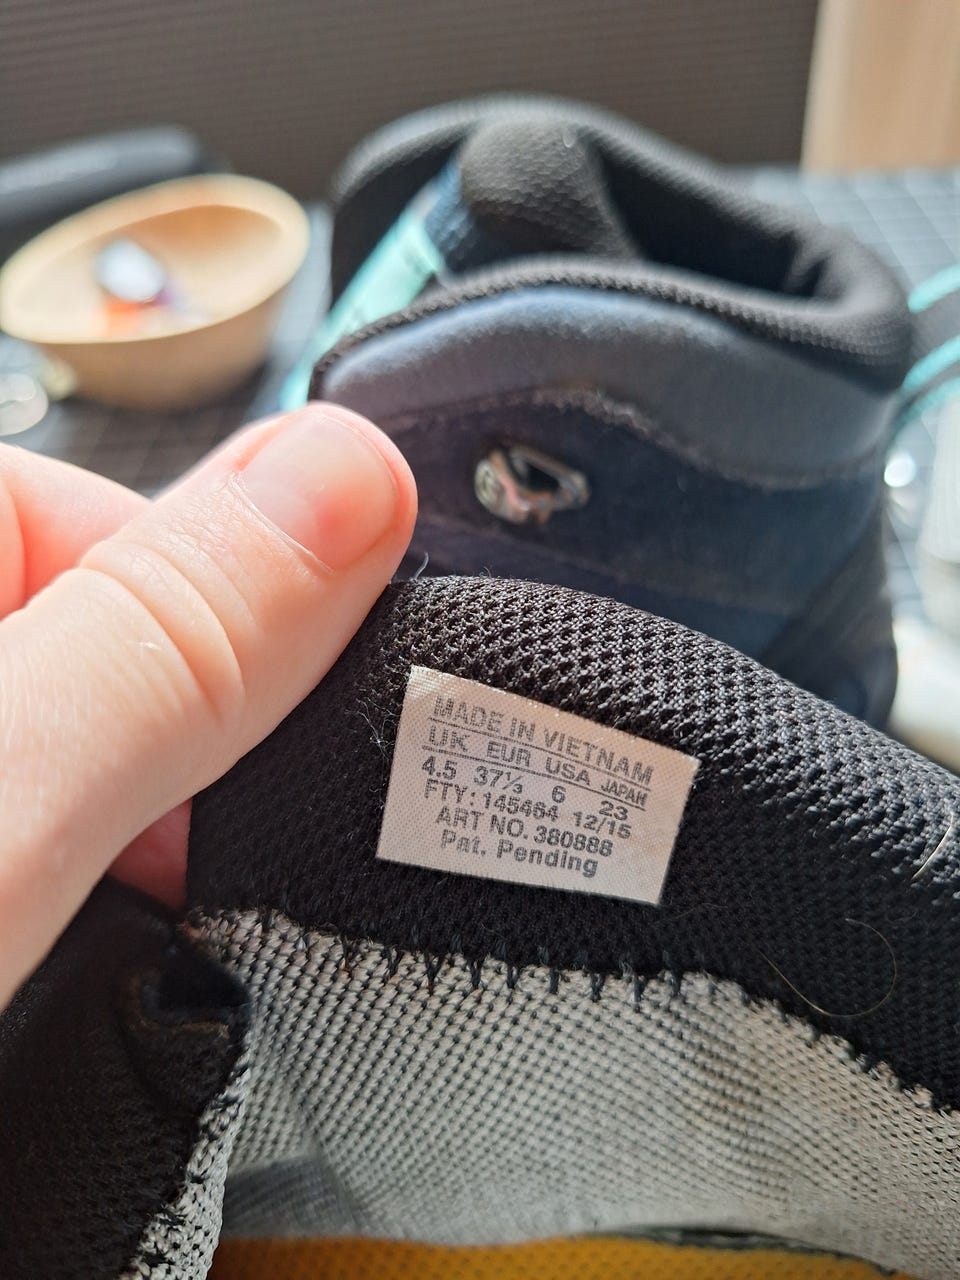 MADE IN VIETNAM
UK EUR USA JAPAN
4.5 37⅓ 6 23
FTY: 145464 12/15
ART NO. 380888
Pat. Pending